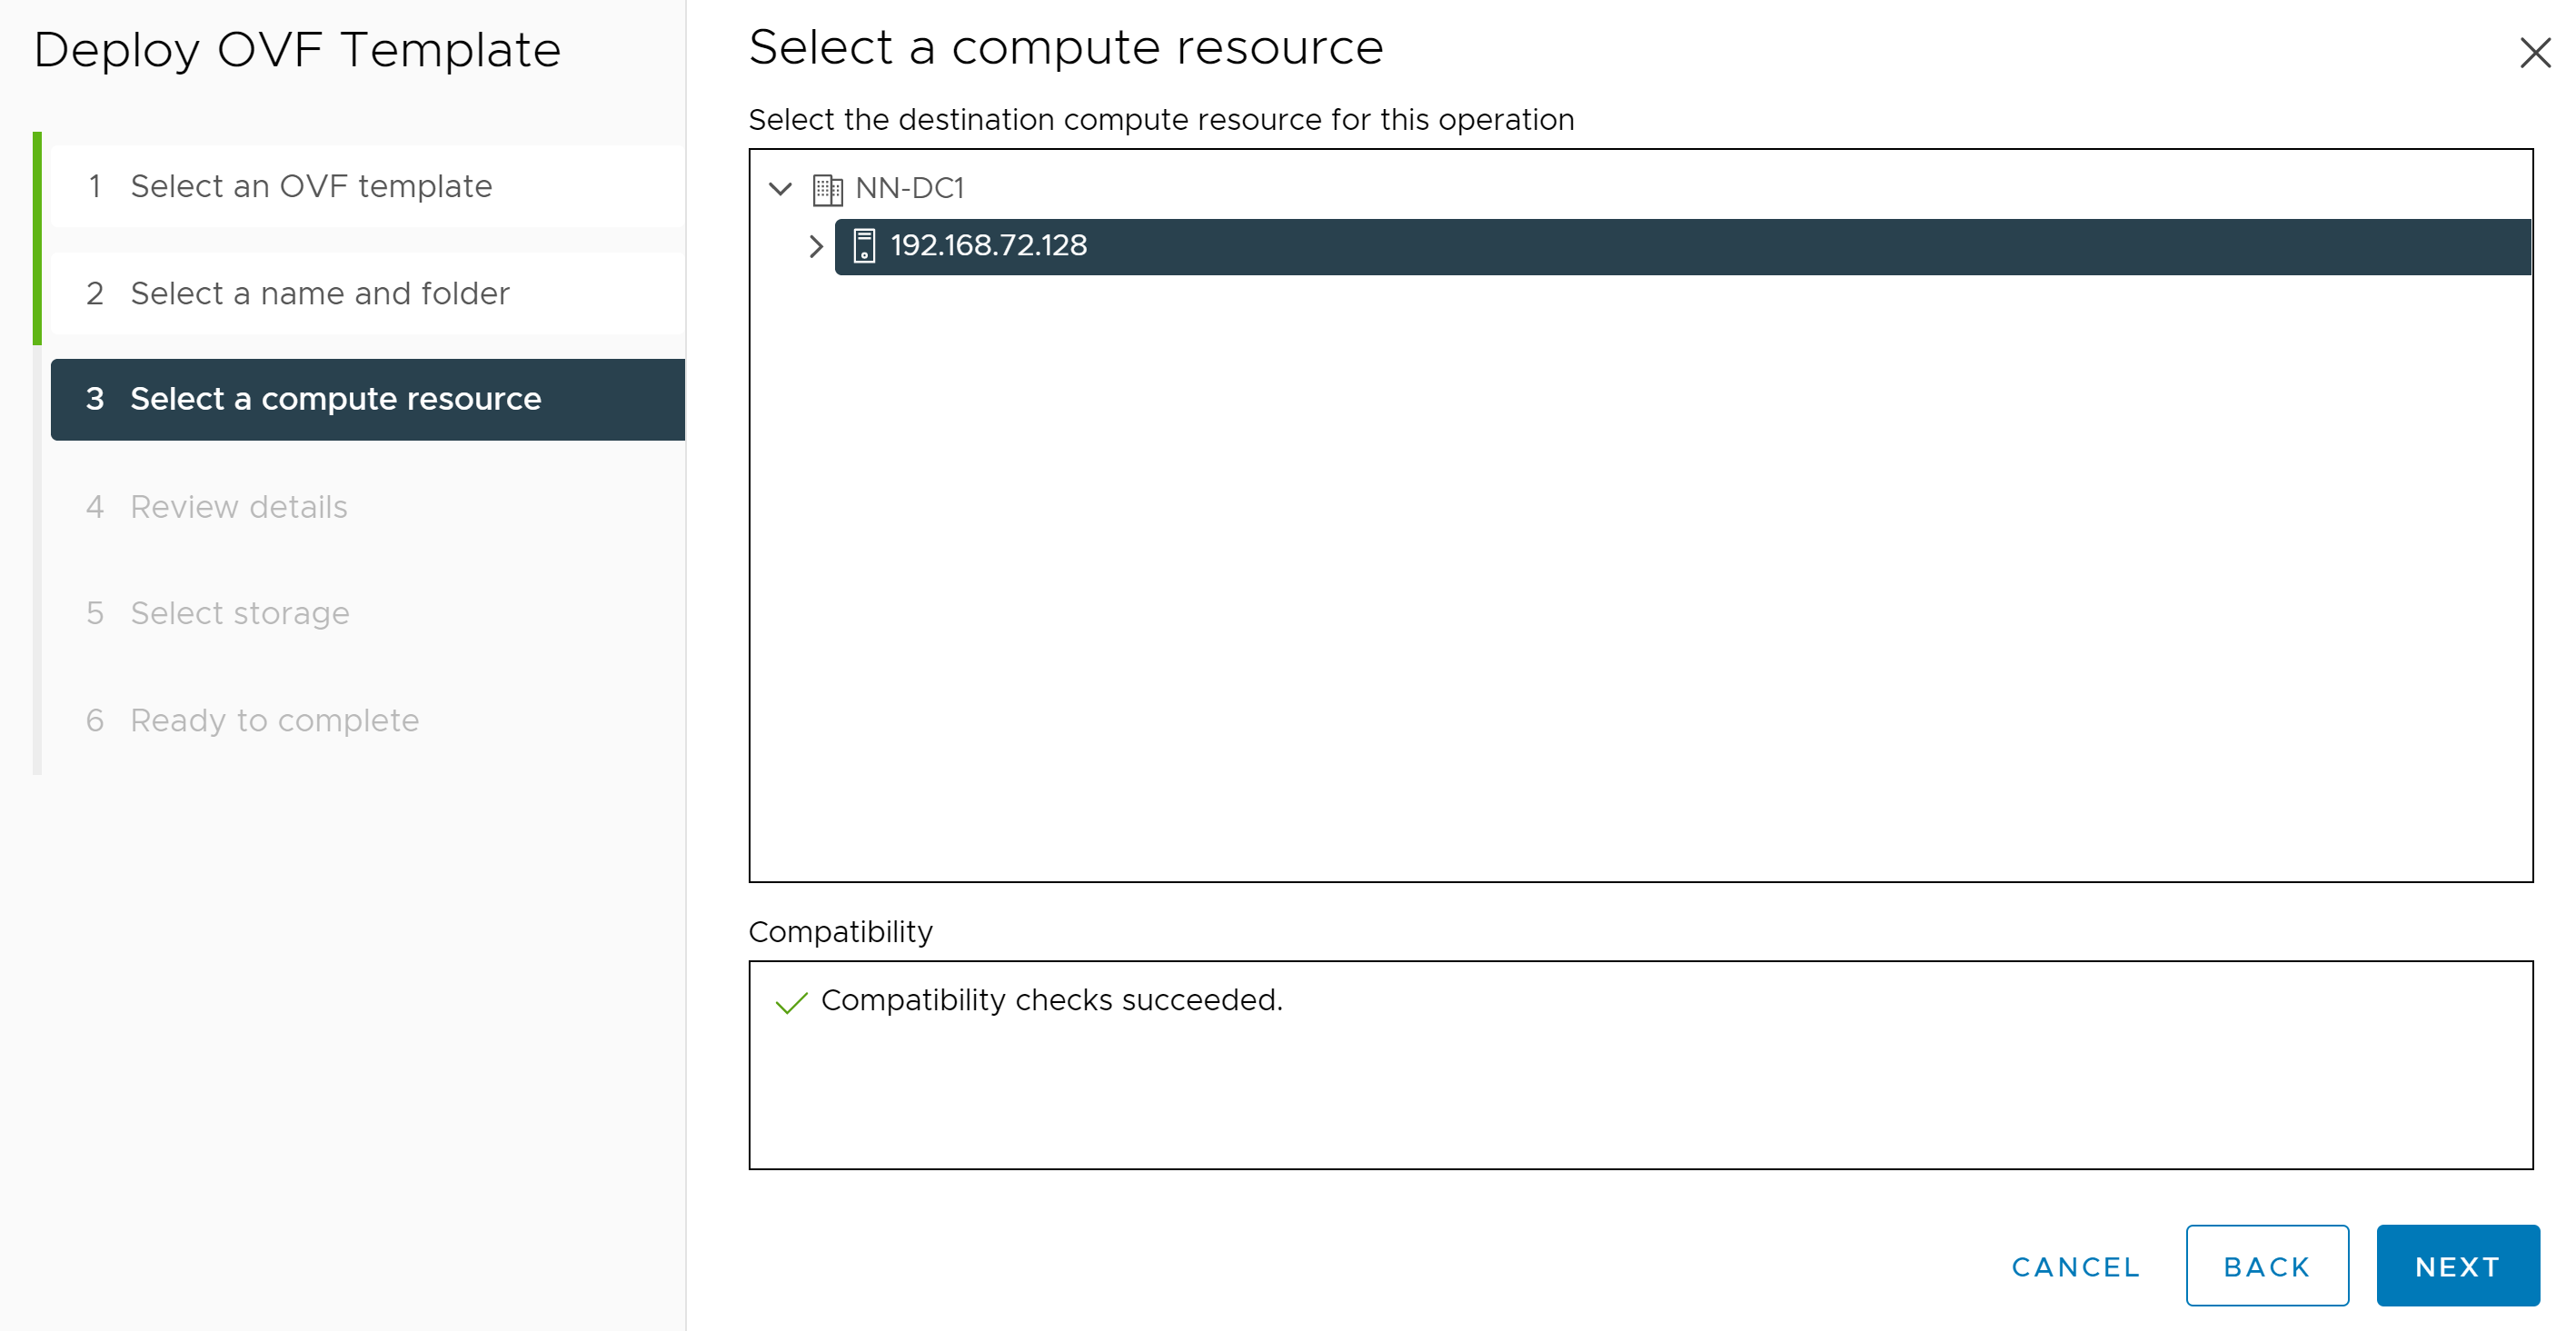 Deploy OVF Template
1 Select an OVF template
2 Select a name and folder
3 Select a compute resource
4 Review details
5 Select storage
6 Ready to complete
Select a compute resource
Select the destination compute resource for this operation
NN-DC1
192.168.72.128
Compatibility
Compatibility checks succeeded.
CANCEL BACK NEXT